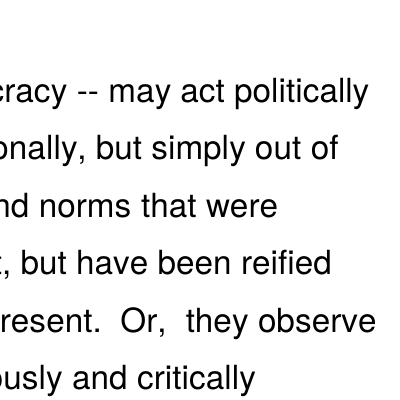 cracy -- may act politically
onally, but simply out of
nd norms that were
t, but have been reified
resent.  Or,  they observe
ously and critically